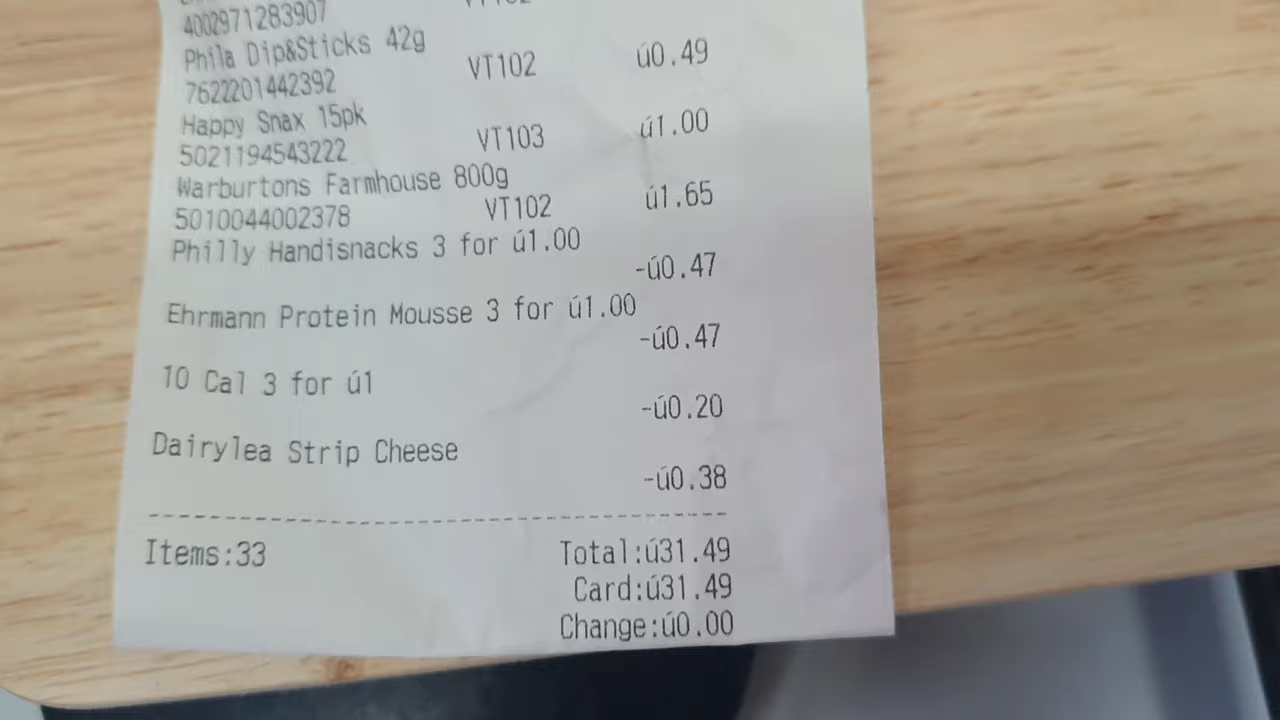 4002971283907
Phila Dip&Sticks 42g
7622201442392 VT102 ú0.49
Happy Snax 15pk
5021194543222 VT103 ú1.00
Warburtons Farmhouse 800g
5010044002378 VT102 ú1.65
Philly Handisnacks 3 for ú1.00
-ú0.47
Ehrmann Protein Mousse 3 for ú1.00
-ú0.47
10 Cal 3 for ú1
-ú0.20
Dairylea Strip Cheese
-ú0.38
Items:33 Total:ú31.49
Card:ú31.49
Change:ú0.00